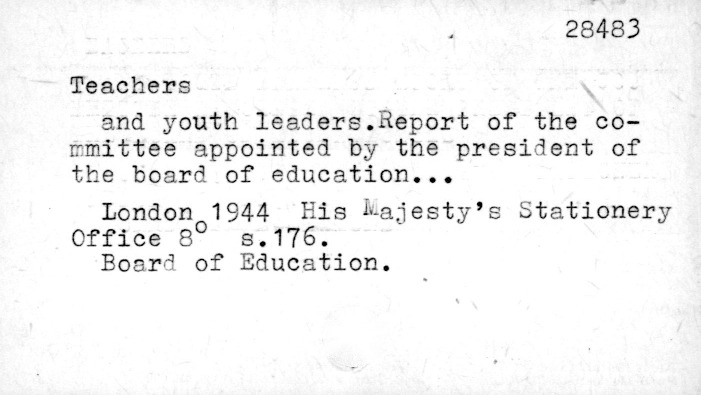 28483
Teachers
and youth leaders.Report of the co-
mmittee appointed by the president of
the board of education...
London 1944 His Majesty's Stationery
Office 8° s.176.
Board of Education.